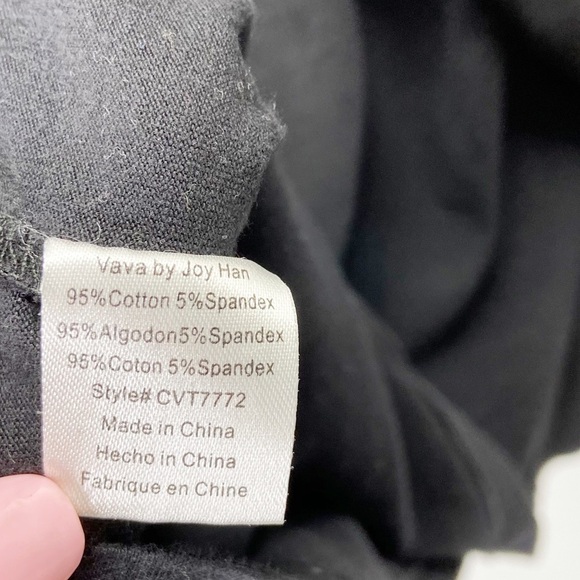 Vava by Joy Han
95%Cotton 5%Spandex
95%Algodon5%Spandex
95%Coton 5%Spandex
Style# CVT7772
Made in China
Hecho in China
Fabrique en Chine